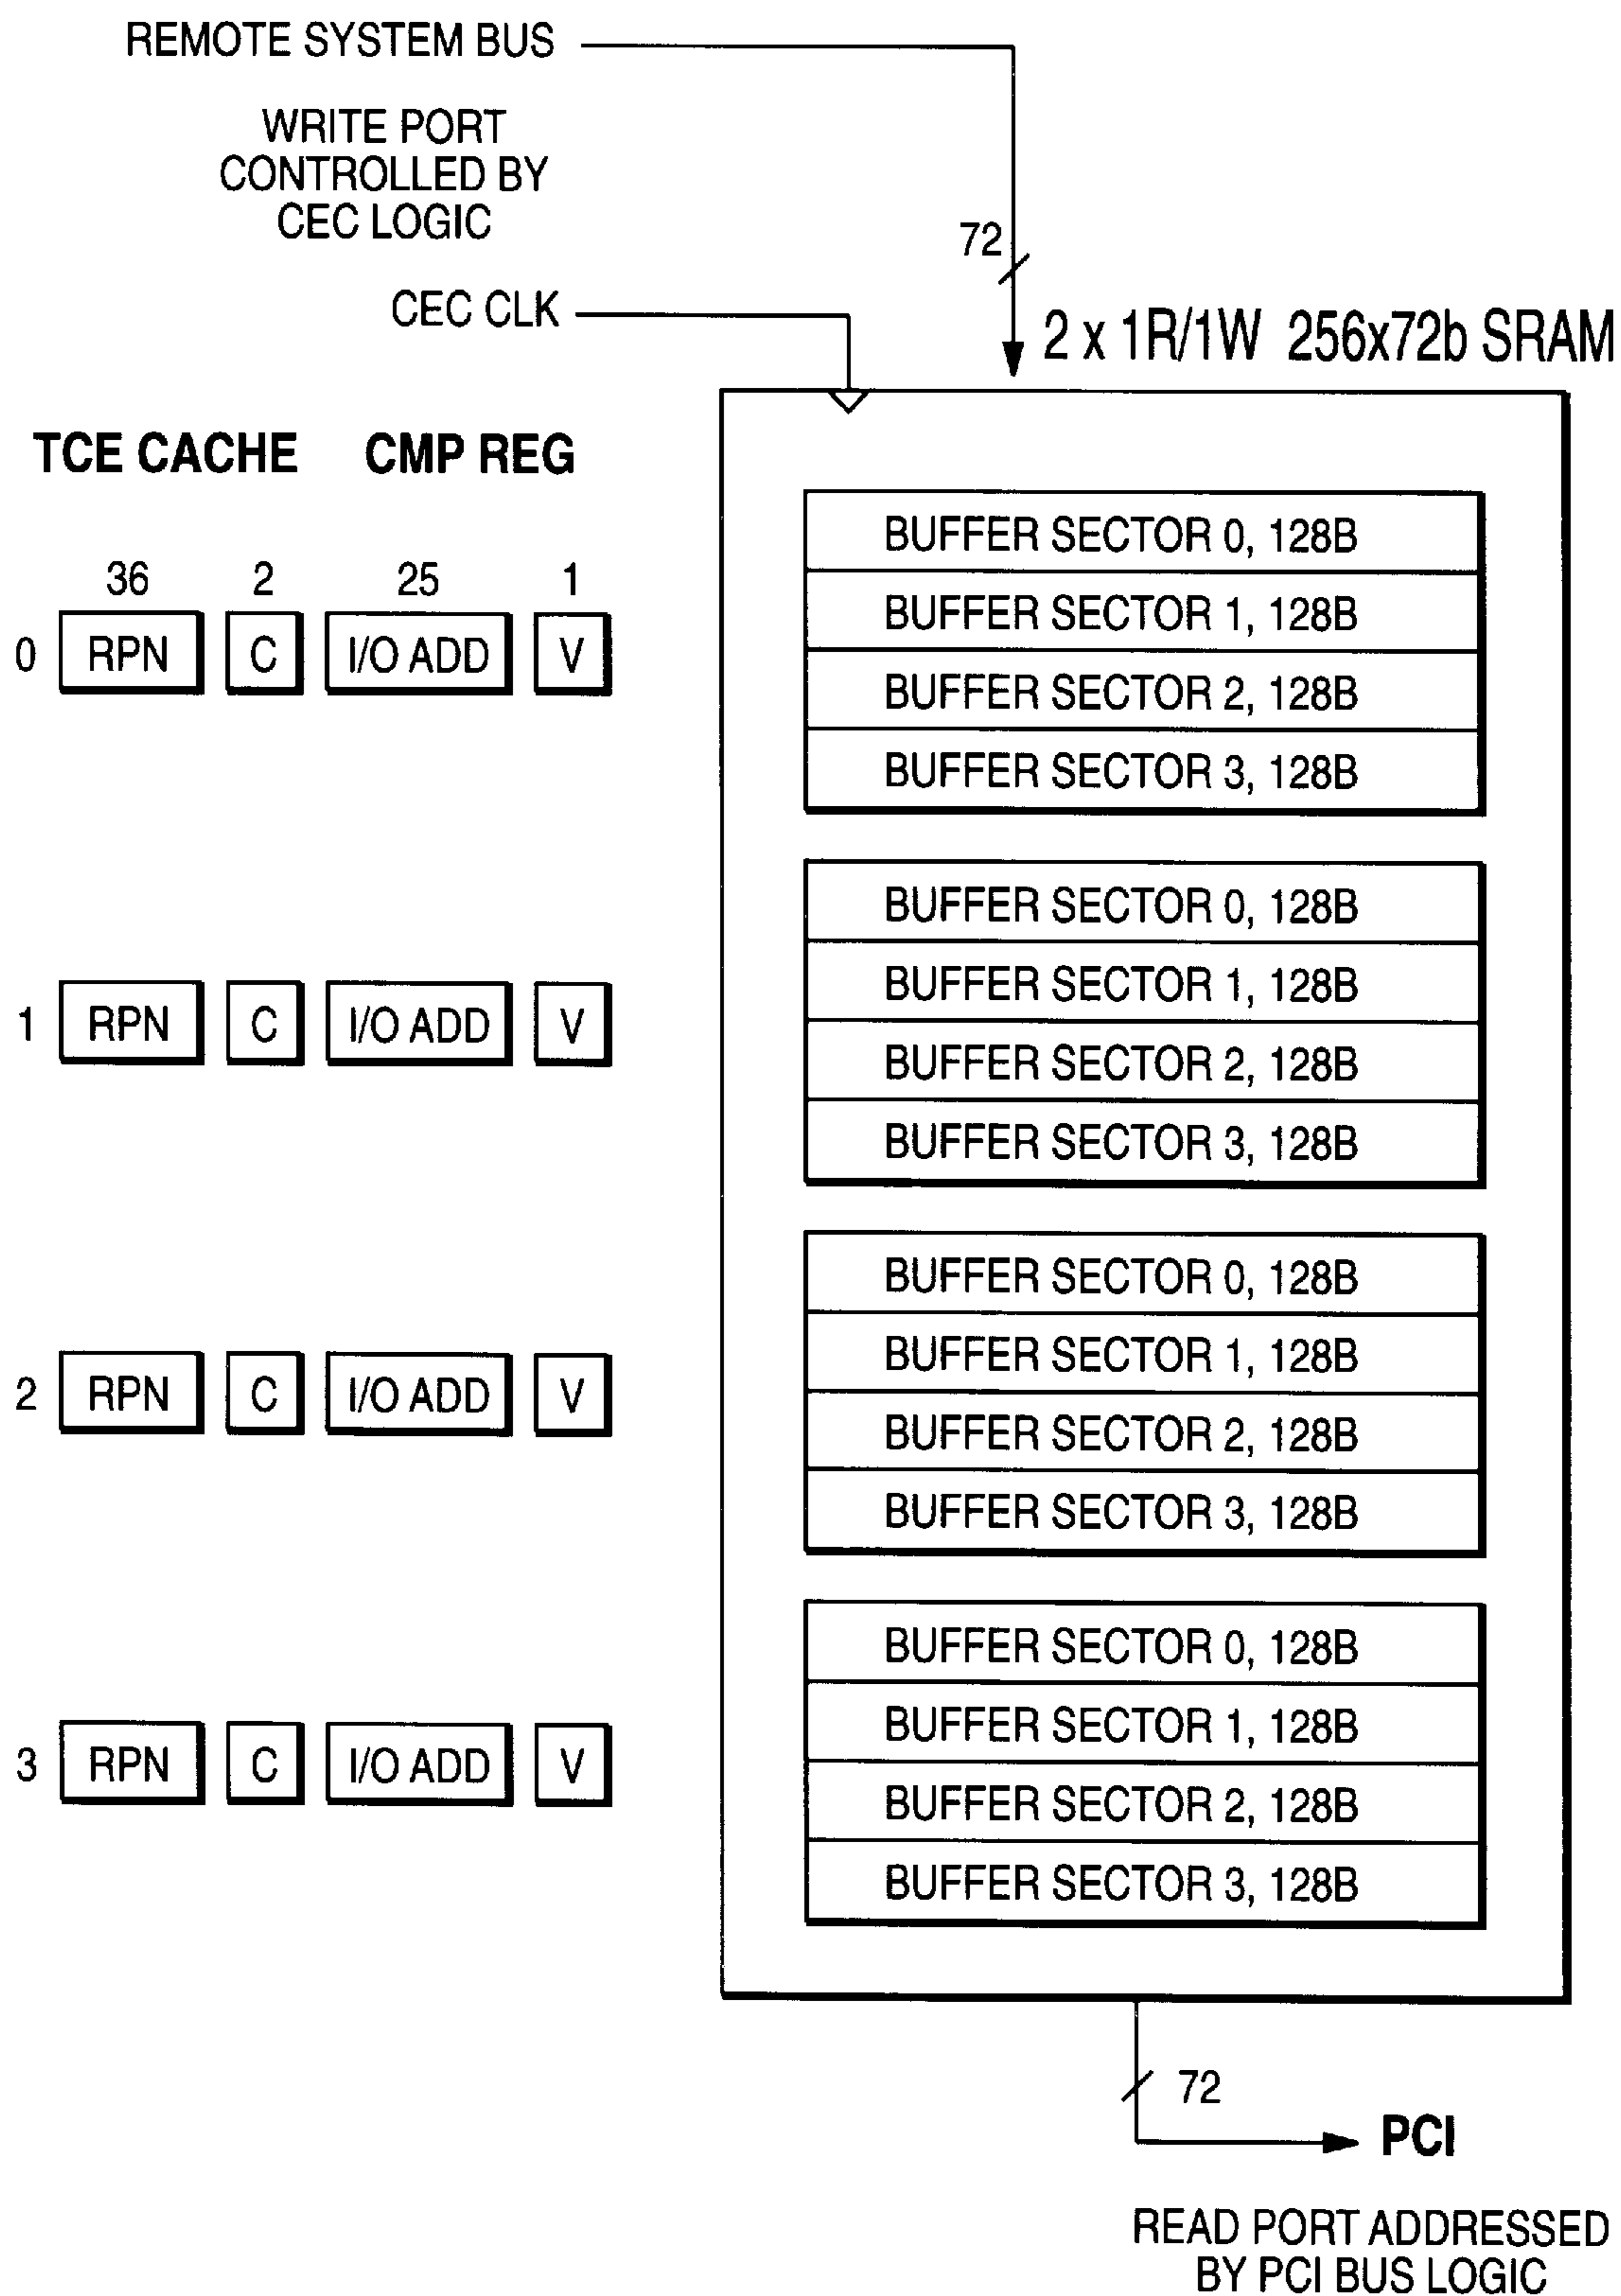 REMOTE SYSTEM BUS
WRITE PORT
CONTROLLED BY
CEC LOGIC
72
CEC CLK
2 x 1R/1W 256x72b SRAM
TCE CACHE CMP REG
36 2 25 1
0 RPN C I/O ADD V
BUFFER SECTOR 0, 128B
BUFFER SECTOR 1, 128B
BUFFER SECTOR 2, 128B
BUFFER SECTOR 3, 128B
1 RPN C I/O ADD V
BUFFER SECTOR 0, 128B
BUFFER SECTOR 1, 128B
BUFFER SECTOR 2, 128B
BUFFER SECTOR 3, 128B
2 RPN C I/O ADD V
BUFFER SECTOR 0, 128B
BUFFER SECTOR 1, 128B
BUFFER SECTOR 2, 128B
BUFFER SECTOR 3, 128B
3 RPN C I/O ADD V
BUFFER SECTOR 0, 128B
BUFFER SECTOR 1, 128B
BUFFER SECTOR 2, 128B
BUFFER SECTOR 3, 128B
72
PCI
READ PORT ADDRESSED
BY PCI BUS LOGIC